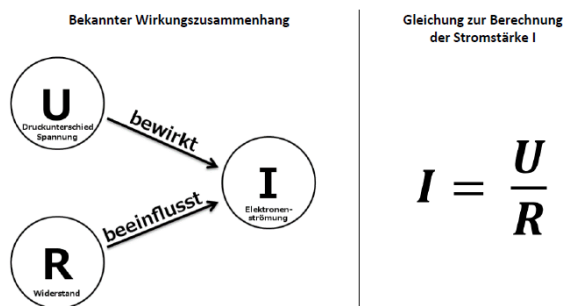 Bekannter Wirkungszusammenhang
U
Druckunterschied
Spannung
bewirkt
I
Elektronen-
strömung
beeinflusst
R
Widerstand
Gleichung zur Berechnung
der Stromstärke I
I = U/R